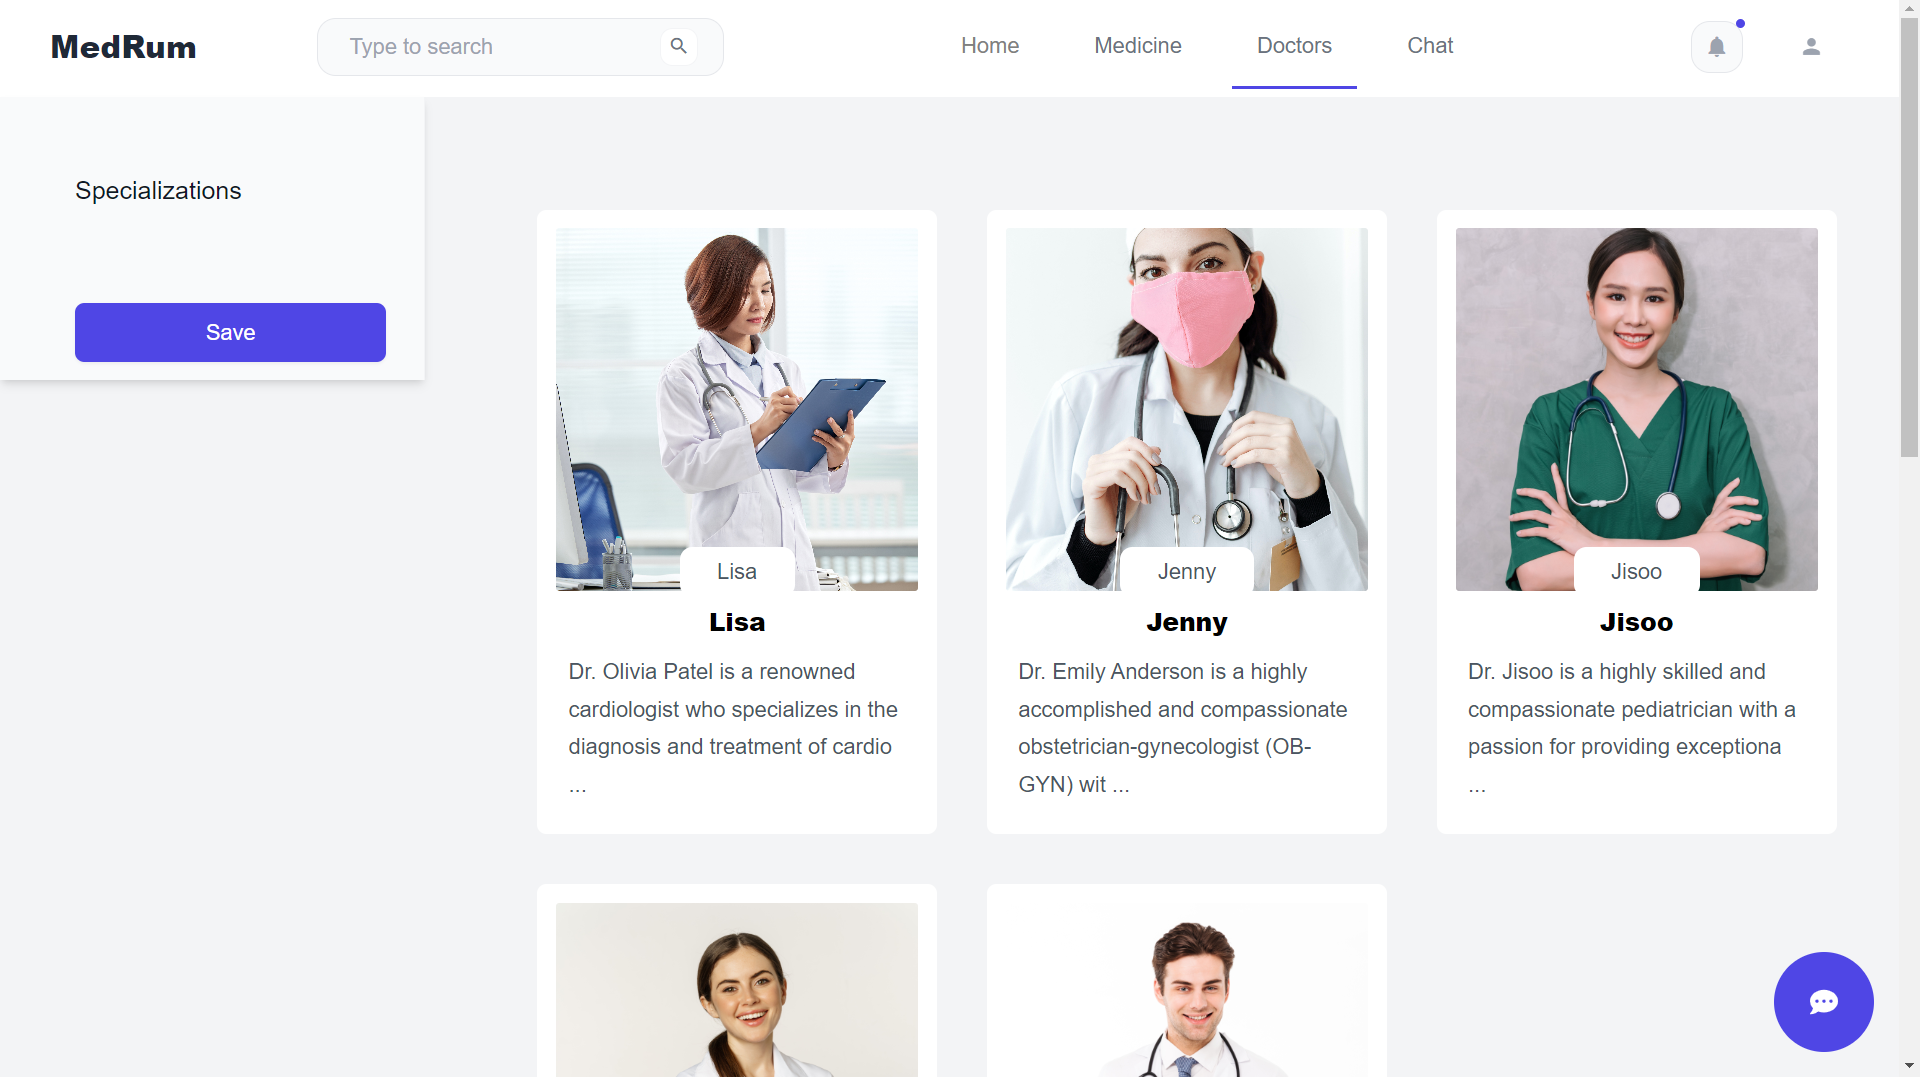 MedRum
Type to search
Home
Medicine
Doctors
Chat
Specializations
Save
Lisa
Lisa
Dr. Olivia Patel is a renowned
cardiologist who specializes in the
diagnosis and treatment of cardio
...
Jenny
Jenny
Dr. Emily Anderson is a highly
accomplished and compassionate
obstetrician-gynecologist (OB-
GYN) wit ...
Jisoo
Jisoo
Dr. Jisoo is a highly skilled and
compassionate pediatrician with a
passion for providing exceptiona
...